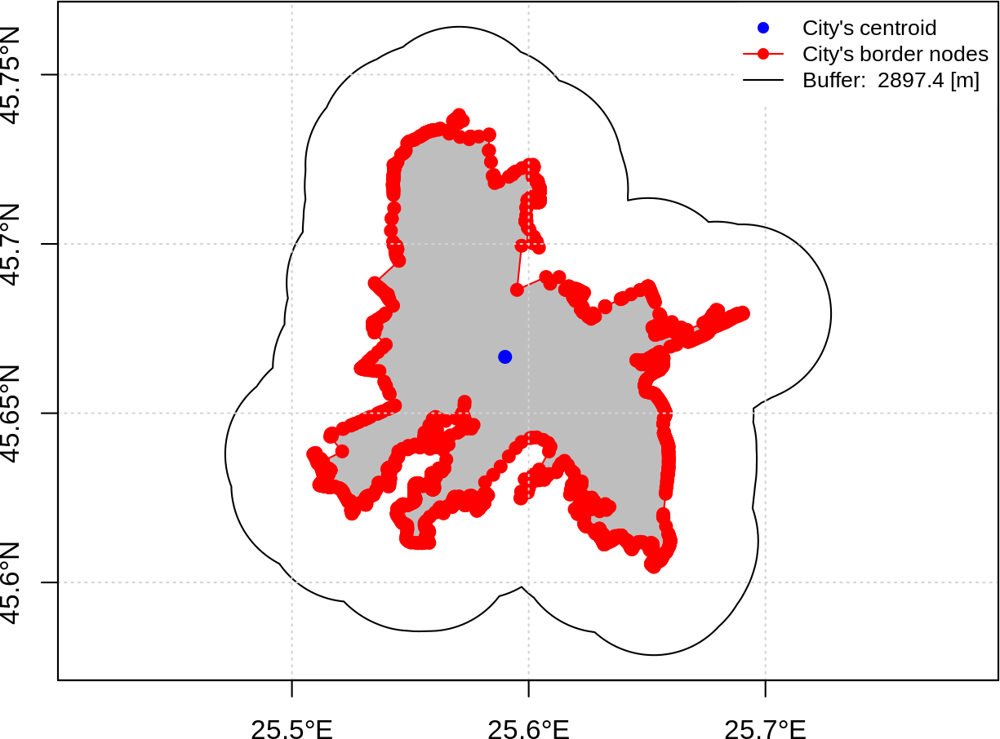 City's centroid
City's border nodes
Buffer:  2897.4 [m]
45.75°N
45.7°N
45.65°N
45.6°N
25.5°E
25.6°E
25.7°E